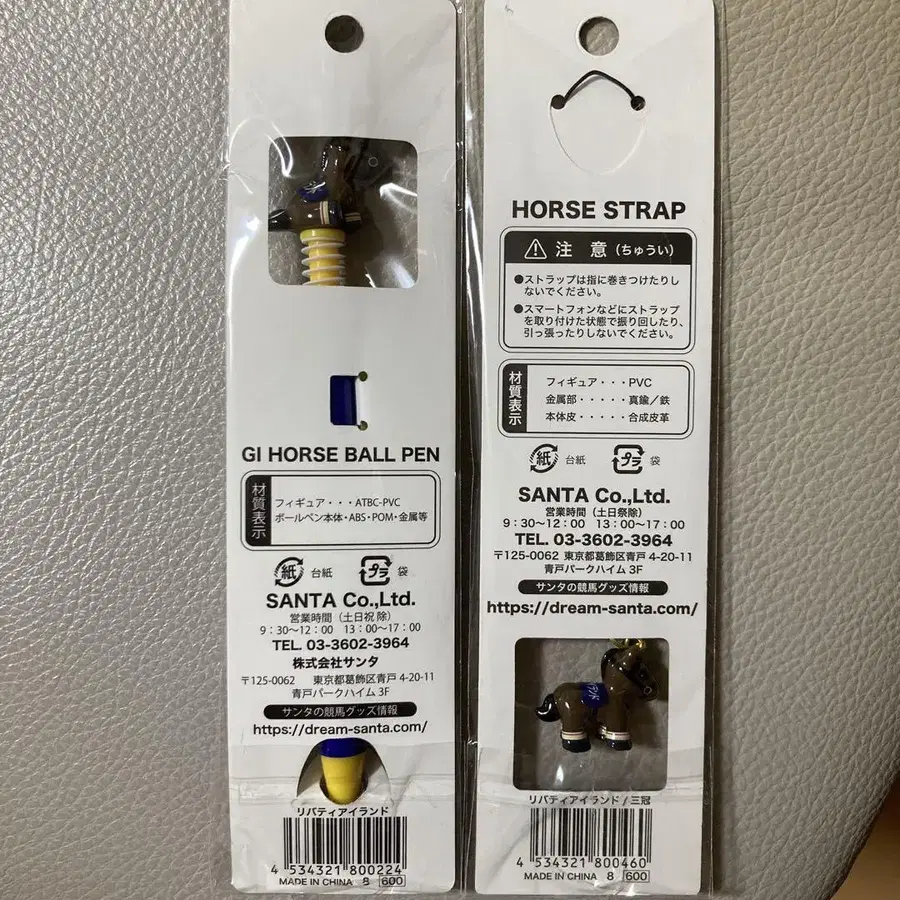 GI HORSE BALL PEN
材質表示
フィギュア・・・ATBC-PVC
ボールペン本体・ABS・POM・金属等
紙 台紙 プラ 袋
SANTA Co.,Ltd.
営業時間（土日祝 除）
9：30〜12：00 13：00〜17：00
TEL. 03-3602-3964
株式会社サンタ
〒125-0062 東京都葛飾区青戸 4-20-11
青戸パークハイム 3F
サンタの競馬グッズ情報
https://dream-santa.com/
リバティアイランド
4 534321 800224
MADE IN CHINA 8 600
HORSE STRAP
注意（ちゅうい）
●ストラップは指に巻きつけたりし
ないでください。
●スマートフォンなどにストラップ
を取り付けた状態で振り回したり、
引っ張ったりしないでください。
材質表示
フィギュア・・・PVC
金属部・・・・・真鍮／鉄
本体皮・・・・・合成皮革
紙 台紙 プラ 袋
SANTA Co.,Ltd.
営業時間（土日祭除）
9：30〜12：00 13：00〜17：00
TEL. 03-3602-3964
〒125-0062 東京都葛飾区青戸 4-20-11
青戸パークハイム 3F
サンタの競馬グッズ情報
https://dream-santa.com/
リバティアイランド / 三冠
4 534321 800460
MADE IN CHINA 8 600